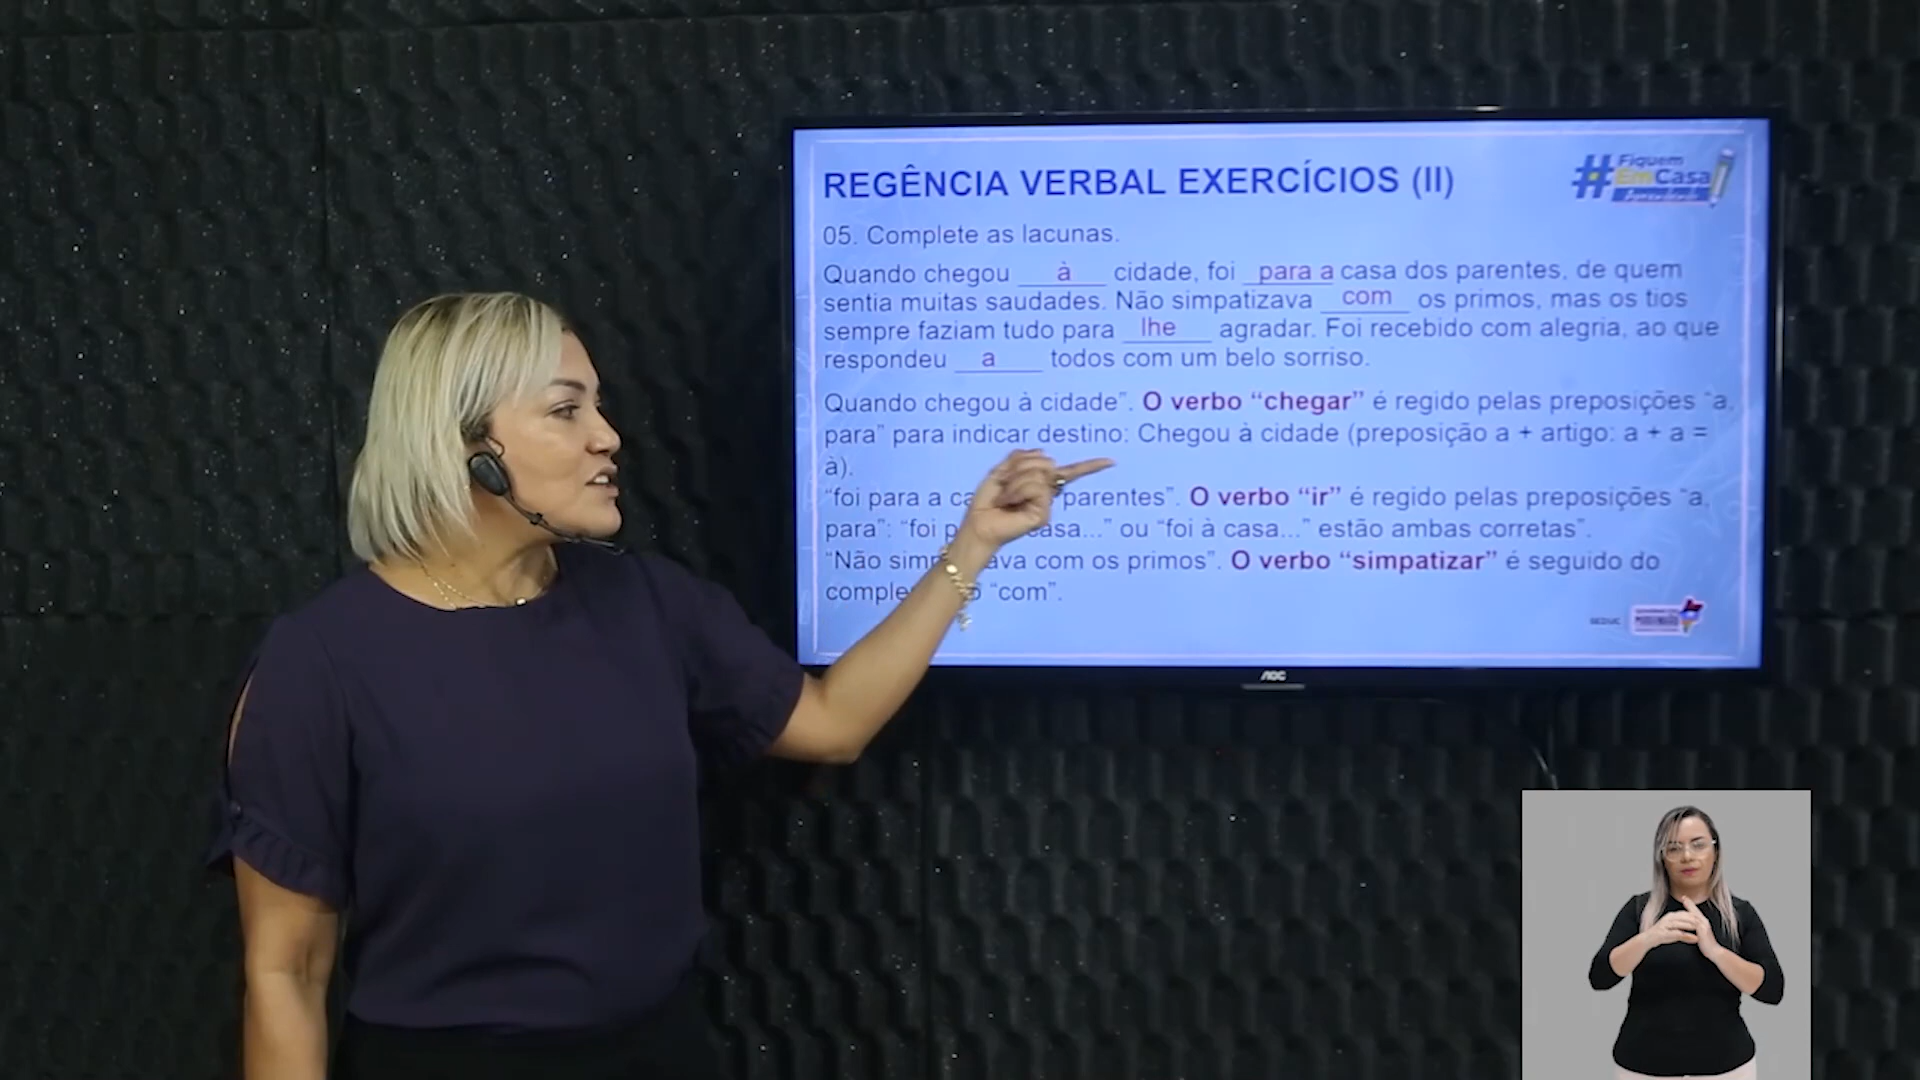 REGÊNCIA VERBAL EXERCÍCIOS (II)
#Fiquem
EmCasa
05. Complete as lacunas.
Quando chegou à cidade, foi para a casa dos parentes, de quem
sentia muitas saudades. Não simpatizava com os primos, mas os tios
sempre faziam tudo para lhe agradar. Foi recebido com alegria, ao que
respondeu a todos com um belo sorriso.
Quando chegou à cidade”. O verbo “chegar” é regido pelas preposições “a,
para” para indicar destino: Chegou à cidade (preposição a + artigo: a + a =
à).
“foi para a parentes”. O verbo “ir” é regido pelas preposições “a,
para”: “foi casa...” ou “foi à casa...” estão ambas corretas”.
“Não com os primos”. O verbo “simpatizar” é seguido do
“com”.
SEDUC
AOC